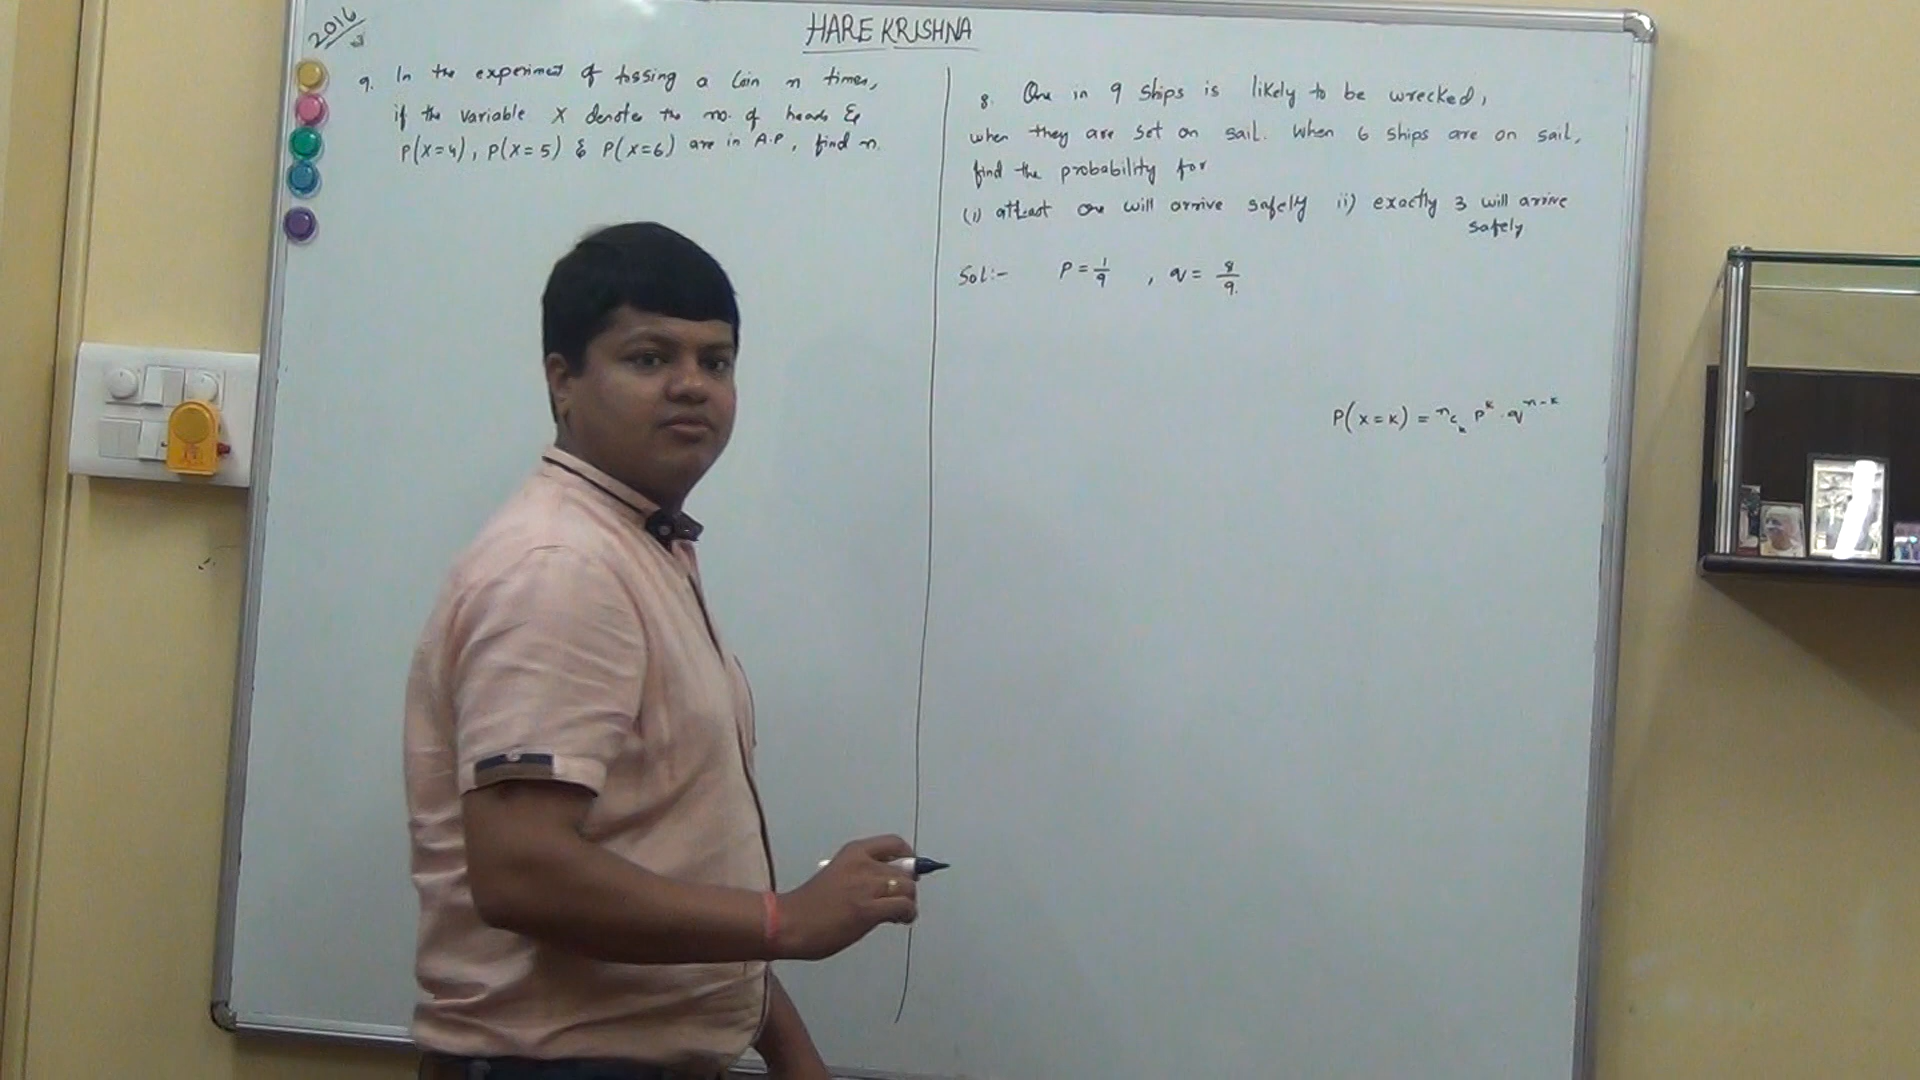 2016
HARE KRISHNA
9. In the experiment of tossing a coin n times,
if the variable X denotes the no. of heads &
P(X=4), P(X=5) & P(X=6) are in A.P, find n.
8. One in 9 ships is likely to be wrecked,
when they are set on sail. When 6 ships are on sail,
find the probability for
(i) atleast one will arrive safely ii) exactly 3 will arrive
safely
Sol:- P = 1/9 , q = 8/9.
P(x=k) = ⁿCₖ pᵏ · qⁿ⁻ᵏ